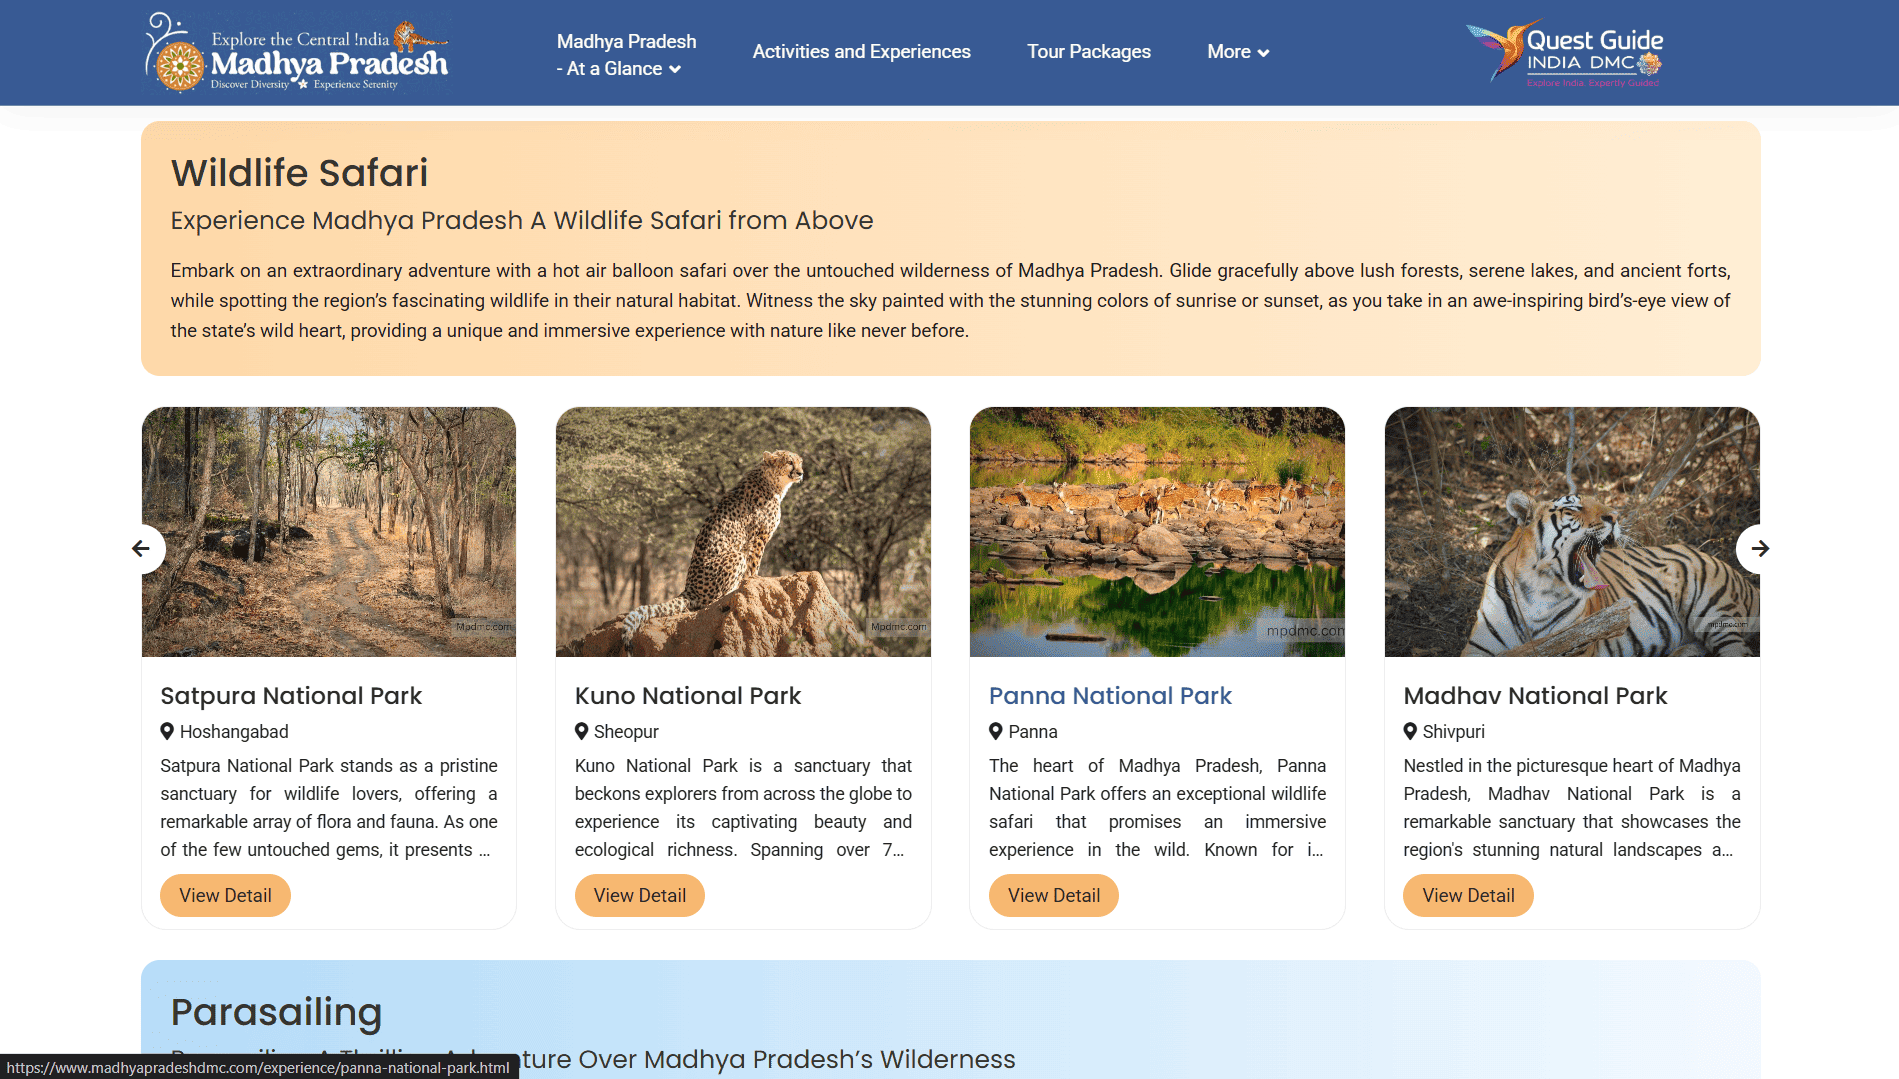 Explore the Central India
Madhya Pradesh
Discover Diversity Experience Serenity
Madhya Pradesh
- At a Glance
Activities and Experiences
Tour Packages
More
Quest Guide
INDIA DMC
Explore India. Expertly Guided
Wildlife Safari
Experience Madhya Pradesh A Wildlife Safari from Above
Embark on an extraordinary adventure with a hot air balloon safari over the untouched wilderness of Madhya Pradesh. Glide gracefully above lush forests, serene lakes, and ancient forts,
while spotting the region’s fascinating wildlife in their natural habitat. Witness the sky painted with the stunning colors of sunrise or sunset, as you take in an awe-inspiring bird’s-eye view of
the state’s wild heart, providing a unique and immersive experience with nature like never before.
Mpdmc.com
Satpura National Park
Hoshangabad
Satpura National Park stands as a pristine
sanctuary for wildlife lovers, offering a
remarkable array of flora and fauna. As one
of the few untouched gems, it presents ...
View Detail
Mpdmc.com
Kuno National Park
Sheopur
Kuno National Park is a sanctuary that
beckons explorers from across the globe to
experience its captivating beauty and
ecological richness. Spanning over 7...
View Detail
mpdmc.con
Panna National Park
Panna
The heart of Madhya Pradesh, Panna
National Park offers an exceptional wildlife
safari that promises an immersive
experience in the wild. Known for i...
View Detail
mpdmc.com
Madhav National Park
Shivpuri
Nestled in the picturesque heart of Madhya
Pradesh, Madhav National Park is a
remarkable sanctuary that showcases the
region's stunning natural landscapes a...
View Detail
Parasailing
Parasailing A Thrilling Adventure Over Madhya Pradesh’s Wilderness
https://www.madhyapradeshdmc.com/experience/panna-national-park.html